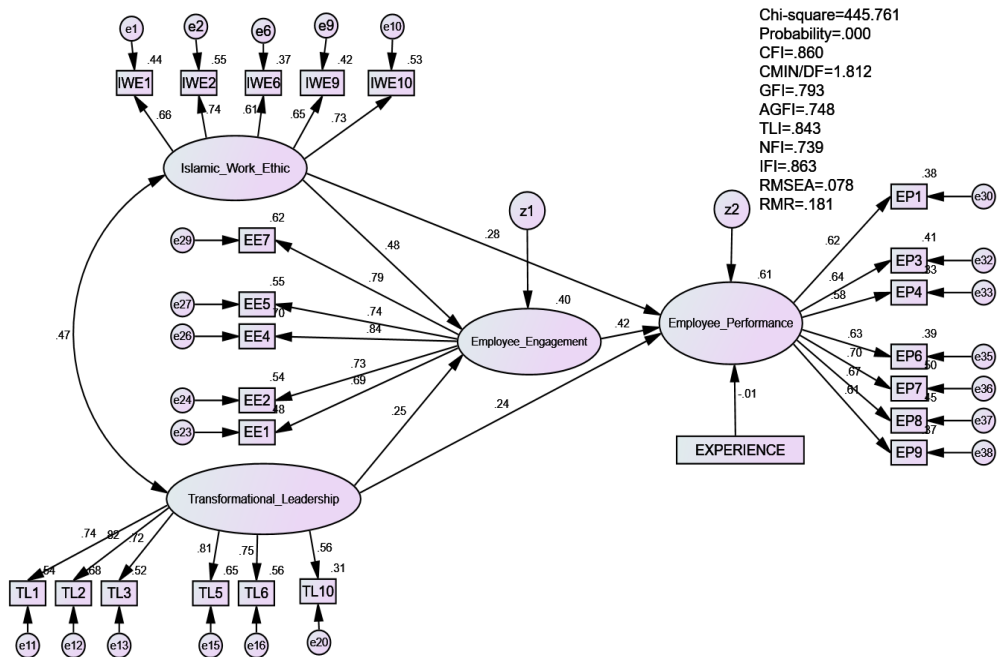 Chi-square=445.761
Probability=.000
CFI=.860
CMIN/DF=1.812
GFI=.793
AGFI=.748
TLI=.843
NFI=.739
IFI=.863
RMSEA=.078
RMR=.181
e1 e2 e6 e9 e10
.44 .55 .37 .42 .53
IWE1 IWE2 IWE6 IWE9 IWE10
.66 .74 .61 .65 .73
Islamic_Work_Ethic
.47
.48
.28
z1
z2
.62
e29 EE7
.79
.55
e27 EE5
.74
.70
e26 EE4
.84
.54
e24 EE2
.73
.48
e23 EE1
.69
.40
Employee_Engagement
.42
.61
Employee_Performance
-.01
EXPERIENCE
.25
.24
.38
EP1 e30
.62
.41
EP3 e32
.64
.33
EP4 e33
.58
.39
EP6 e35
.63
.50
EP7 e36
.70
.45
EP8 e37
.67
.37
EP9 e38
.61
Transformational_Leadership
.74 .82 .72 .81 .75 .56
.54 .68 .52 .65 .56 .31
TL1 TL2 TL3 TL5 TL6 TL10
e11 e12 e13 e15 e16 e20